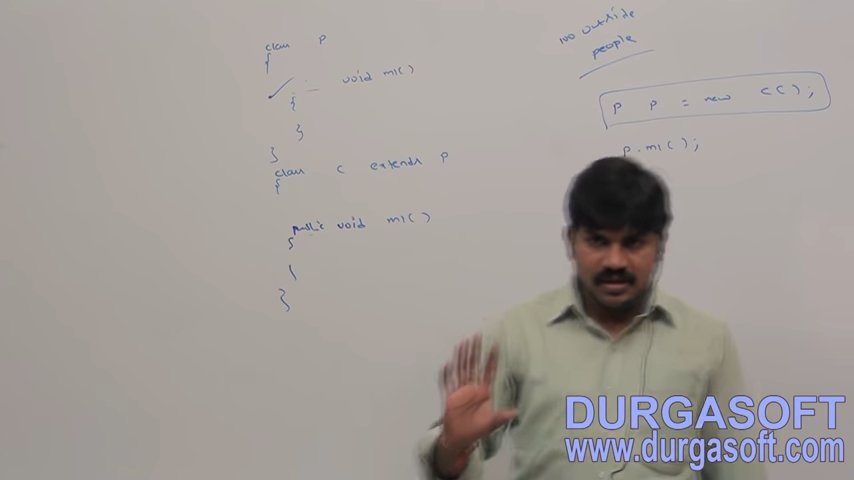 class P
{
void m1()
{
}
}
class C extends P
{
public void m1()
{
}
100 outside
people
P p = new C();
p.m1();
DURGASOFT
www.durgasoft.com